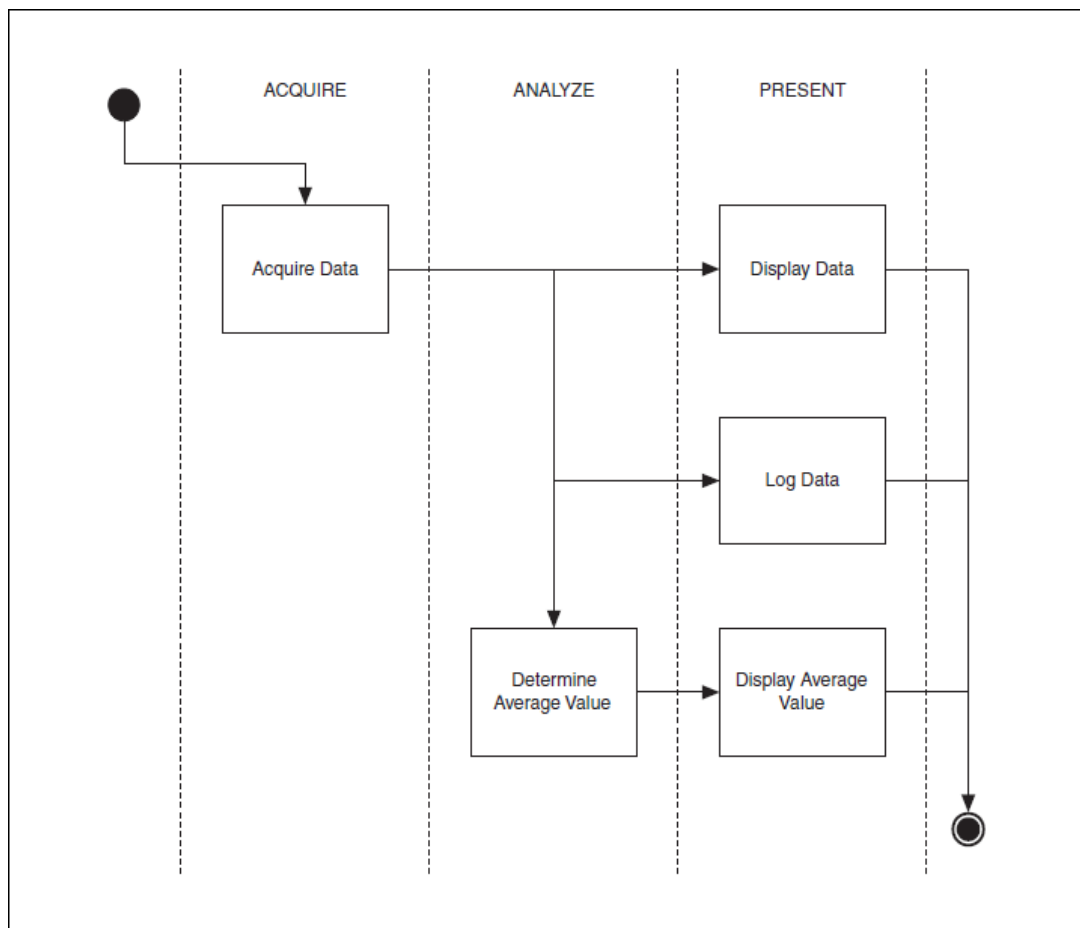 ACQUIRE
ANALYZE
PRESENT
Acquire Data
Display Data
Log Data
Determine
Average Value
Display Average
Value